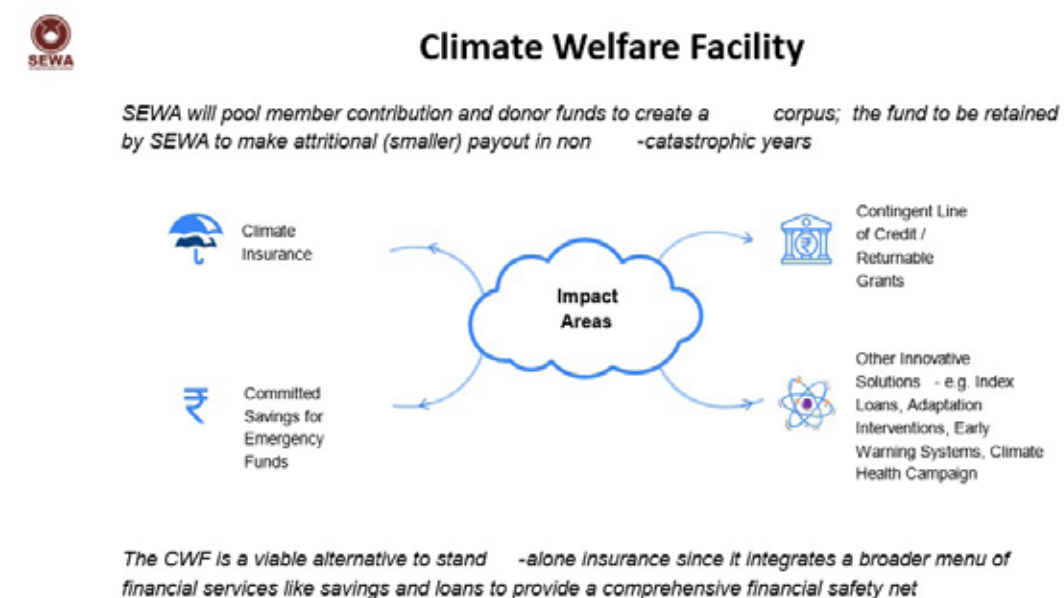 SEWA
Climate Welfare Facility
SEWA will pool member contribution and donor funds to create a corpus; the fund to be retained
by SEWA to make attritional (smaller) payout in non -catastrophic years
Climate
Insurance
Impact
Areas
Contingent Line
of Credit /
Returnable
Grants
₹
Committed
Savings for
Emergency
Funds
Other Innovative
Solutions - e.g. Index
Loans, Adaptation
Interventions, Early
Warning Systems, Climate
Health Campaign
The CWF is a viable alternative to stand -alone insurance since it integrates a broader menu of
financial services like savings and loans to provide a comprehensive financial safety net